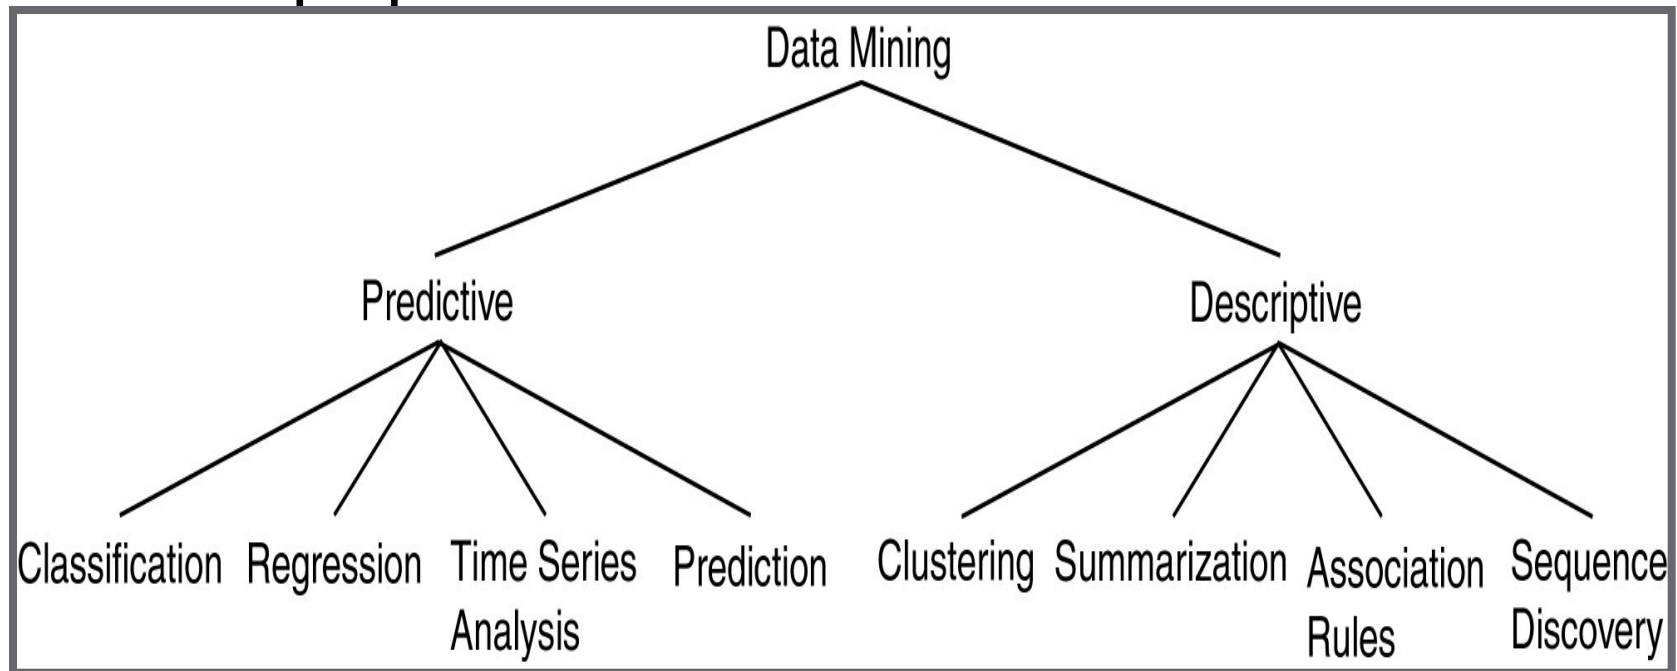 Data Mining
Predictive
Descriptive
Classification
Regression
Time Series
Analysis
Prediction
Clustering
Summarization
Association
Rules
Sequence
Discovery